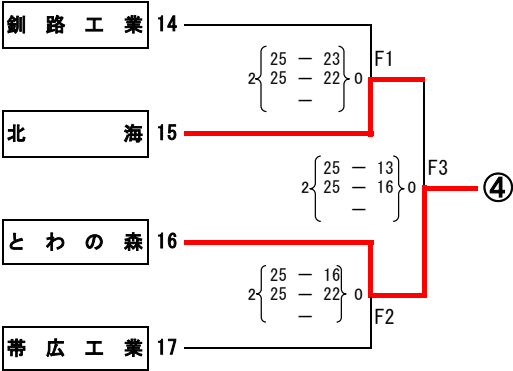 釧 路 工 業 14
25 － 23 F1
2 25 － 22 0
－
北 海 15
25 － 13 F3
2 25 － 16 0 ④
－
と わ の 森 16
25 － 16
2 25 － 22 0
－ F2
帯 広 工 業 17